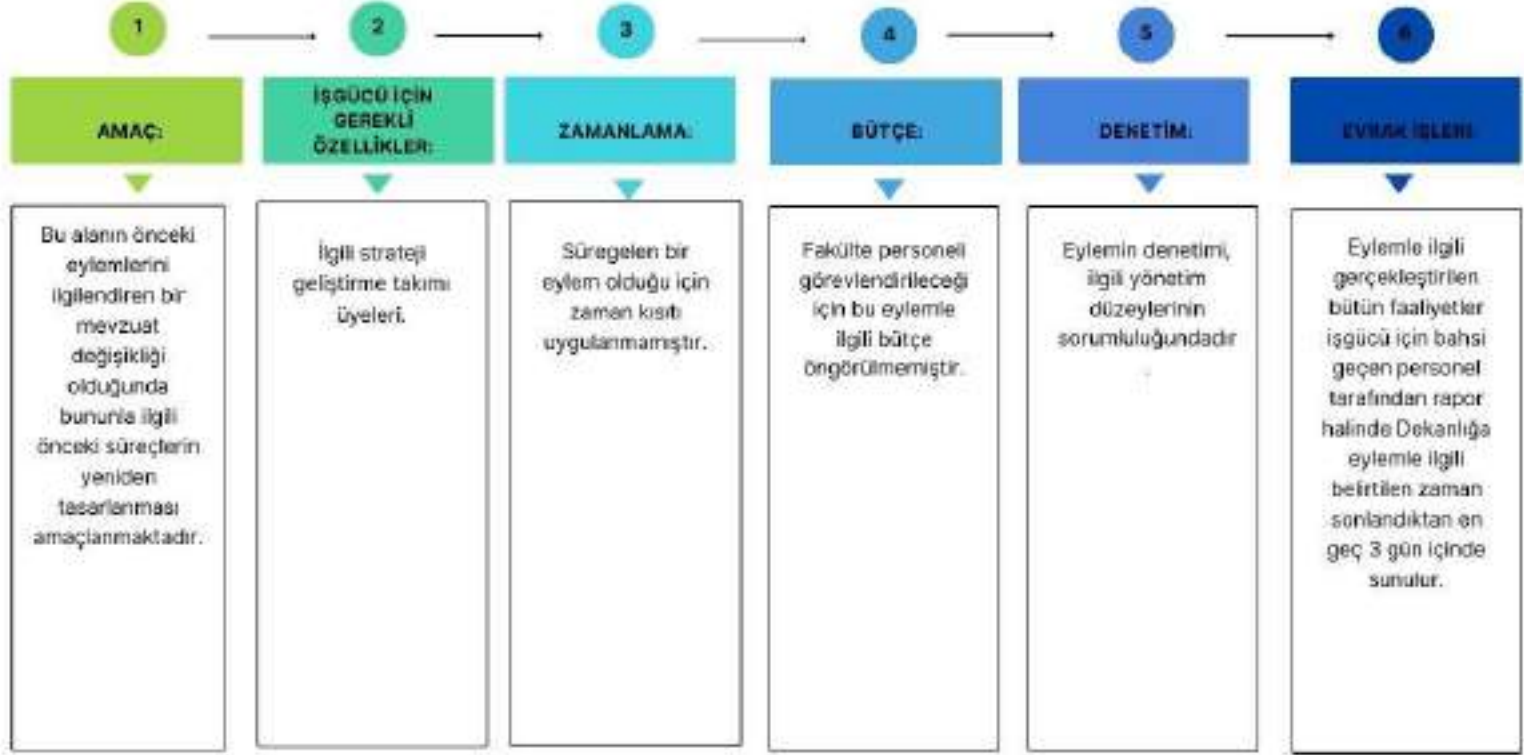 1
2
3
4
5
6
AMAÇ:
İŞGÜCÜ İÇİN
GEREKLİ
ÖZELLİKLER:
ZAMANLAMA:
BÜTÇE:
DENETİM:
EVRAK İŞLERİ:
Bu alanın önceki
eylemlerini
ilgilendiren bir
mevzuat
değişikliği
olduğunda
bununla ilgili
önceki süreçlerin
yeniden
tasarlanması
amaçlanmaktadır.
İlgili strateji
geliştirme takımı
üyeleri.
Süregelen bir
eylem olduğu için
zaman kısıtı
uygulanmamıştır.
Fakülte personeli
görevlendirileceği
için bu eylemle
ilgili bütçe
öngörülmemiştir.
Eylemin denetimi,
ilgili yönetim
düzeylerinin
sorumluluğundadır
.
Eylemle ilgili
gerçekleştirilen
bütün faaliyetler
işgücü için bahsi
geçen personel
tarafından rapor
halinde Dekanlığa
eylemle ilgili
belirtilen zaman
sonlandıktan en
geç 3 gün içinde
sunulur.